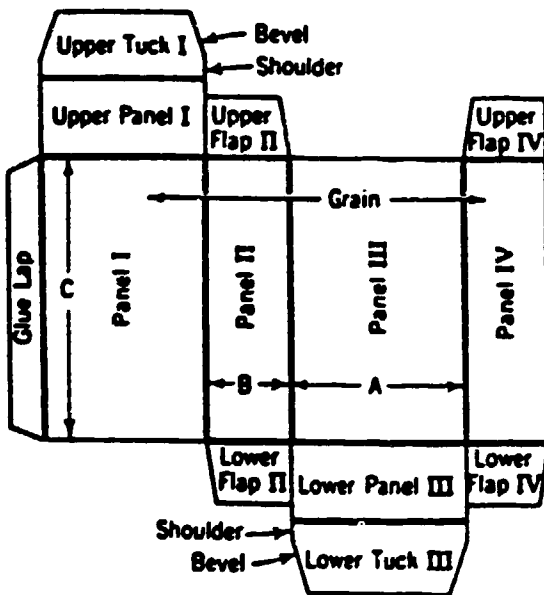 Upper Tuck I
Bevel
Shoulder
Upper Panel I
Upper
Flap II
Upper
Flap IV
Grain
Glue Lap
C
Panel I
Panel II
Panel III
Panel IV
B
A
Lower
Flap II
Lower Panel III
Lower
Flap IV
Shoulder
Bevel
Lower Tuck III